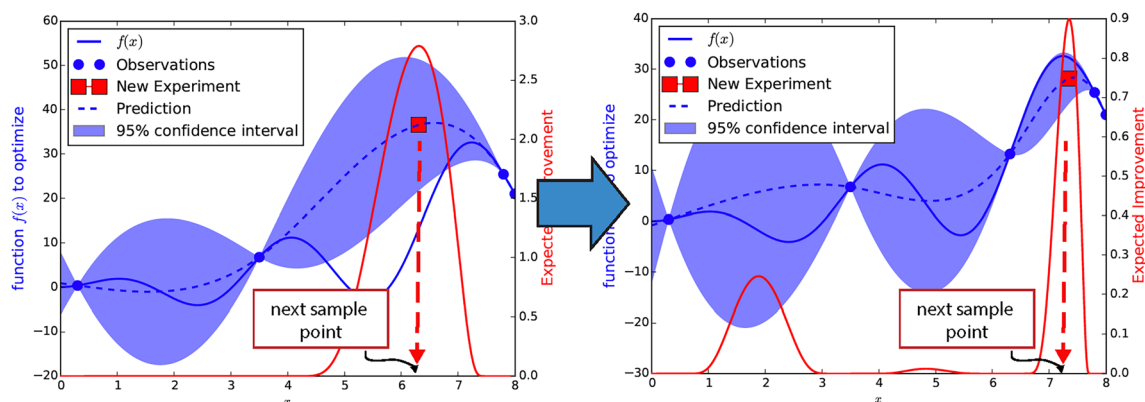 60
50
40
30
20
10
0
−10
−20
function f(x) to optimize
f(x)
Observations
New Experiment
Prediction
95% confidence interval
next sample
point
0 1 2 3 4 5 6 7 8
x
3.0
2.5
2.0
1.5
1.0
0.5
0.0
40
30
20
10
0
−10
−20
−30
f(x)
Observations
New Experiment
Prediction
95% confidence interval
next sample
point
0 1 2 3 4 5 6 7 8
x
0.9
0.8
0.7
0.6
0.5
0.4
0.3
0.2
0.1
0.0
Expected Improvement